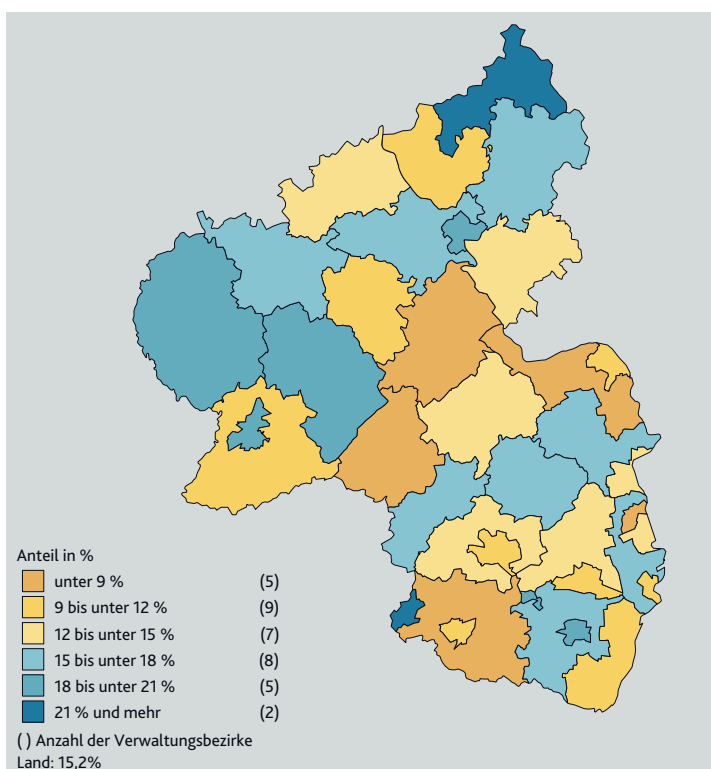 Anteil in %
unter 9 % (5)
9 bis unter 12 % (9)
12 bis unter 15 % (7)
15 bis unter 18 % (8)
18 bis unter 21 % (5)
21 % und mehr (2)
( ) Anzahl der Verwaltungsbezirke
Land: 15,2%